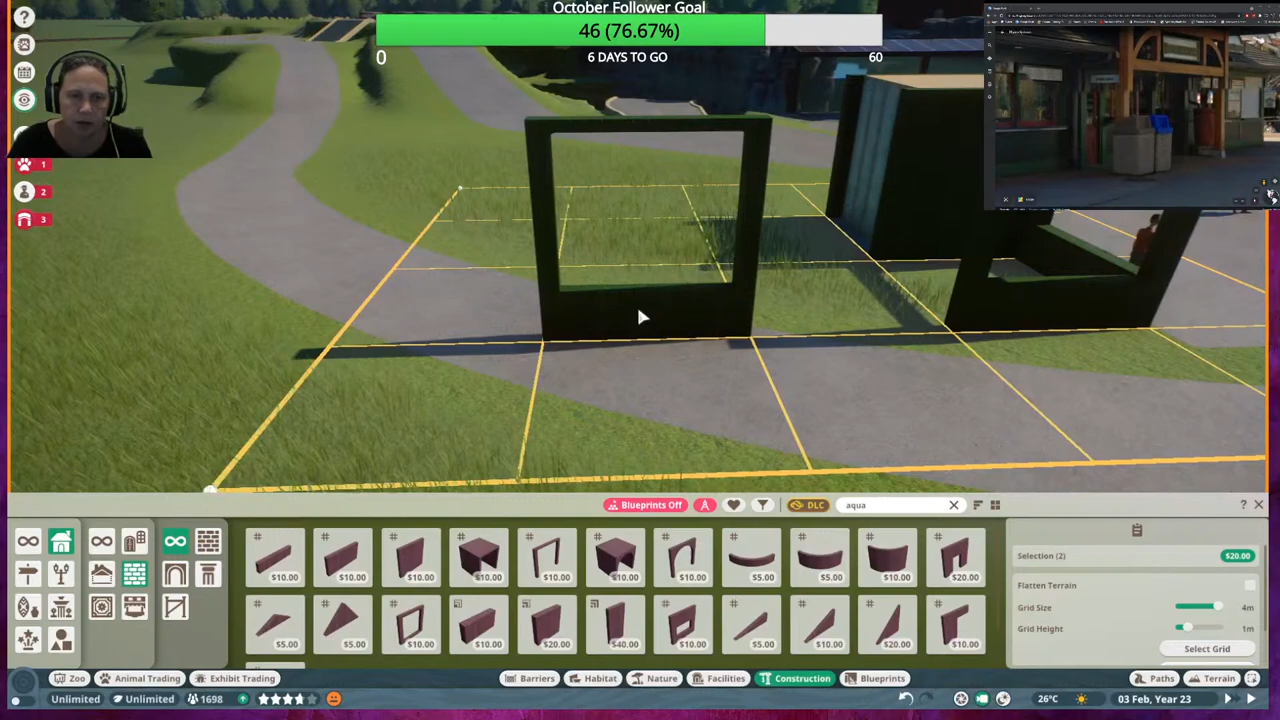 October Follower Goal
46 (76.67%)
0
6 DAYS TO GO
60
1
2
3
Blueprints Off
DLC
aqua
$10.00 $10.00 $10.00 $10.00 $10.00 $10.00 $10.00 $5.00 $5.00 $10.00 $20.00
$5.00 $5.00 $10.00 $10.00 $20.00 $40.00 $10.00 $5.00 $10.00 $20.00 $10.00
Selection (2)
$20.00
Flatten Terrain
Grid Size
4m
Grid Height
1m
Select Grid
Zoo
Animal Trading
Exhibit Trading
Barriers
Habitat
Nature
Facilities
Construction
Blueprints
Paths
Terrain
Unlimited
Unlimited
1698
26°C
03 Feb, Year 23